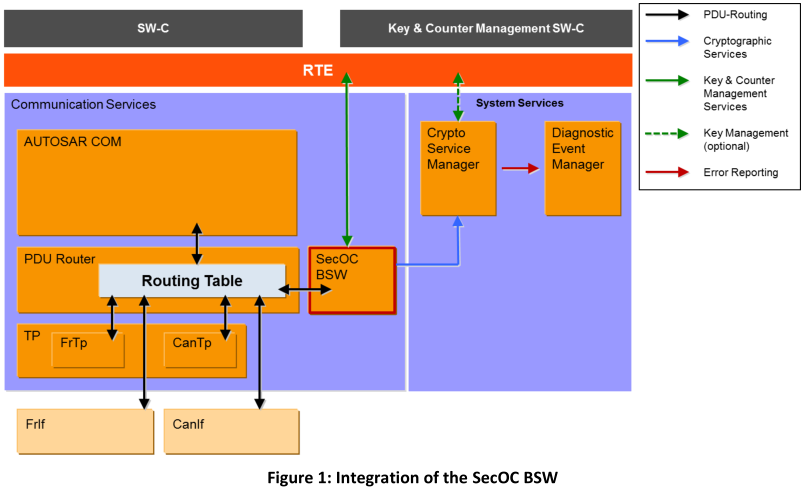 SW-C
Key & Counter Management SW-C
RTE
Communication Services
System Services
AUTOSAR COM
Crypto
Service
Manager
Diagnostic
Event
Manager
PDU Router
Routing Table
SecOC
BSW
TP
FrTp
CanTp
FrIf
CanIf
PDU-Routing
Cryptographic
Services
Key & Counter
Management
Services
Key Management
(optional)
Error Reporting
Figure 1: Integration of the SecOC BSW